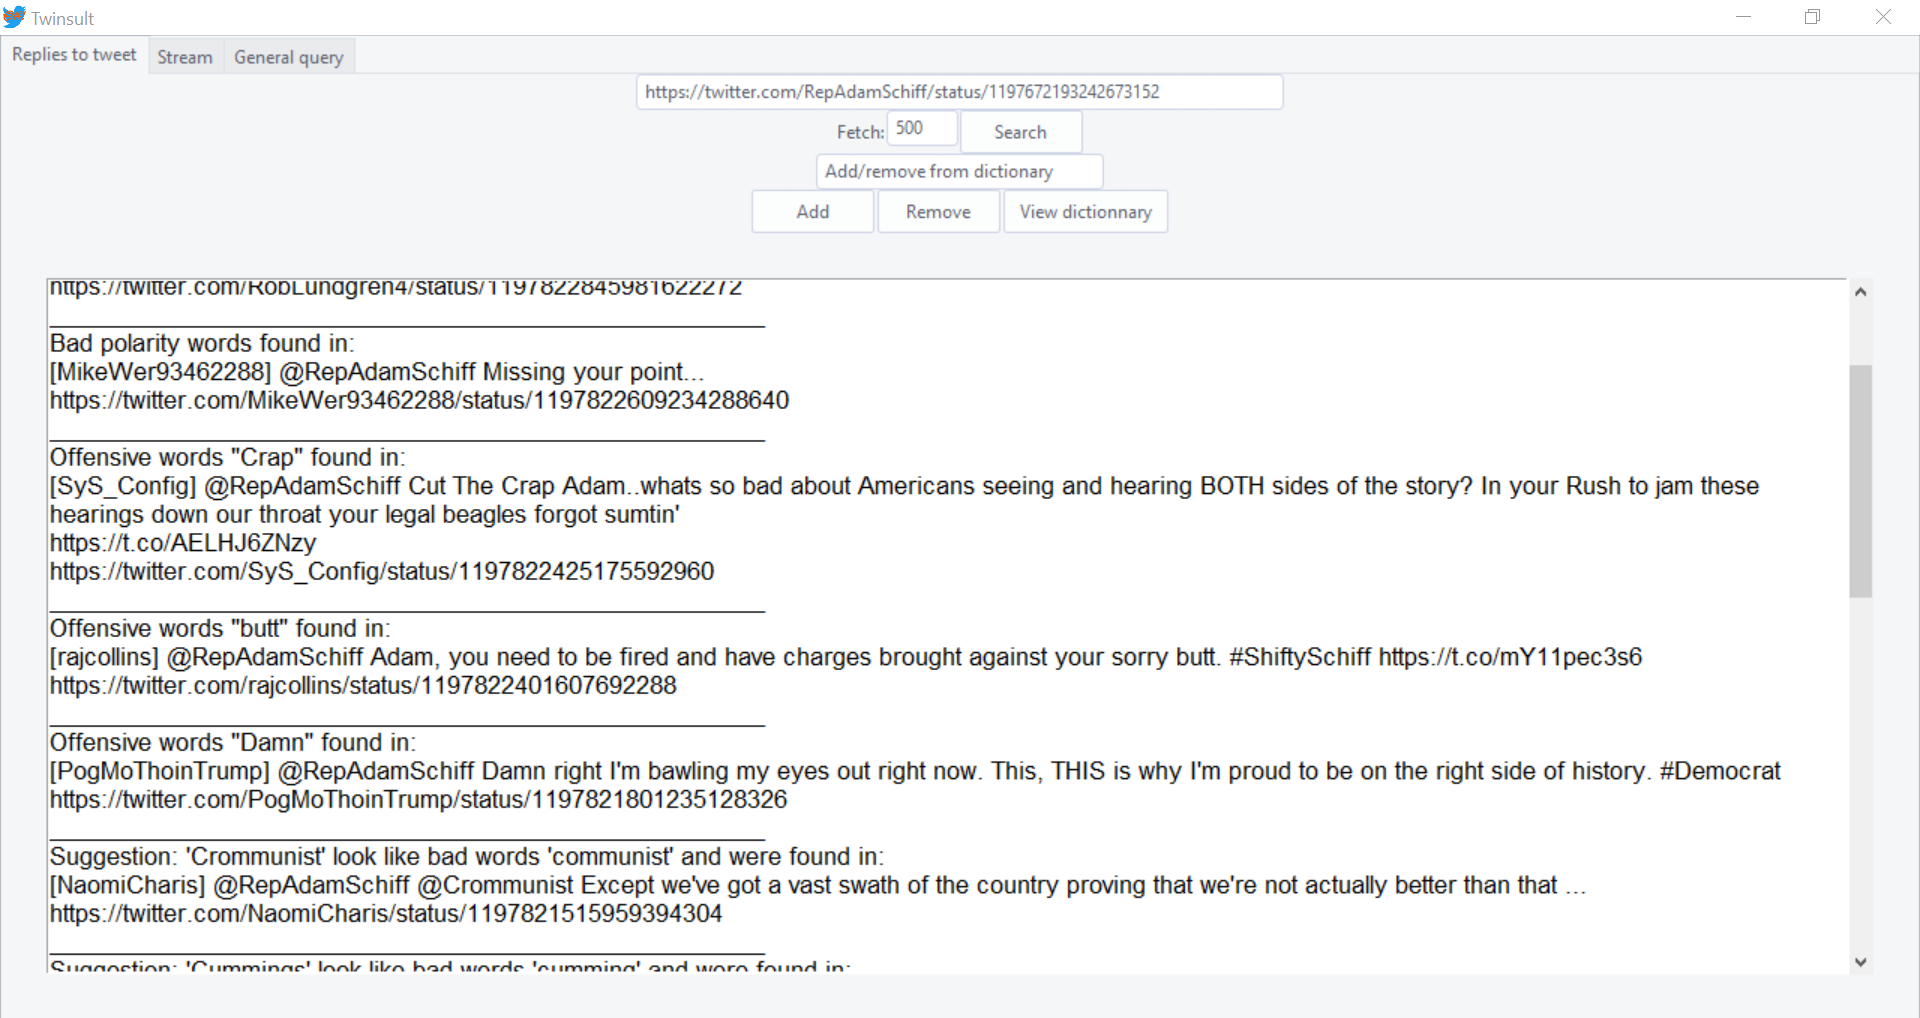 Twinsult
Replies to tweet Stream General query
https://twitter.com/RepAdamSchiff/status/1197672193242673152
Fetch: 500 Search
Add/remove from dictionary
Add Remove View dictionnary
https://twitter.com/RobLundgren4/status/1197822845981622272
Bad polarity words found in:
[MikeWer93462288] @RepAdamSchiff Missing your point...
https://twitter.com/MikeWer93462288/status/1197822609234288640
Offensive words "Crap" found in:
[SyS_Config] @RepAdamSchiff Cut The Crap Adam..whats so bad about Americans seeing and hearing BOTH sides of the story? In your Rush to jam these
hearings down our throat your legal beagles forgot sumtin'
https://t.co/AELHJ6ZNzy
https://twitter.com/SyS_Config/status/1197822425175592960
Offensive words "butt" found in:
[rajcollins] @RepAdamSchiff Adam, you need to be fired and have charges brought against your sorry butt. #ShiftySchiff https://t.co/mY11pec3s6
https://twitter.com/rajcollins/status/1197822401607692288
Offensive words "Damn" found in:
[PogMoThoinTrump] @RepAdamSchiff Damn right I'm bawling my eyes out right now. This, THIS is why I'm proud to be on the right side of history. #Democrat
https://twitter.com/PogMoThoinTrump/status/1197821801235128326
Suggestion: 'Crommunist' look like bad words 'communist' and were found in:
[NaomiCharis] @RepAdamSchiff @Crommunist Except we've got a vast swath of the country proving that we're not actually better than that ...
https://twitter.com/NaomiCharis/status/1197821515959394304
Suggestion: 'Cummings' look like bad words 'cumming' and were found in: